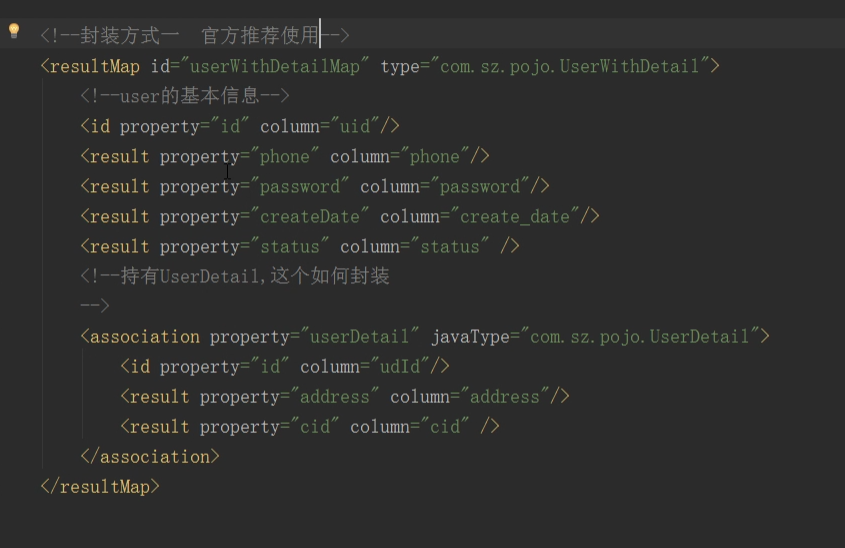 <!--封装方式一  官方推荐使用-->
<resultMap id="userWithDetailMap" type="com.sz.pojo.UserWithDetail">
<!--user的基本信息-->
<id property="id" column="uid"/>
<result property="phone" column="phone"/>
<result property="password" column="password"/>
<result property="createDate" column="create_date"/>
<result property="status" column="status" />
<!--持有UserDetail,这个如何封装
-->
<association property="userDetail" javaType="com.sz.pojo.UserDetail">
<id property="id" column="udId"/>
<result property="address" column="address"/>
<result property="cid" column="cid" />
</association>
</resultMap>